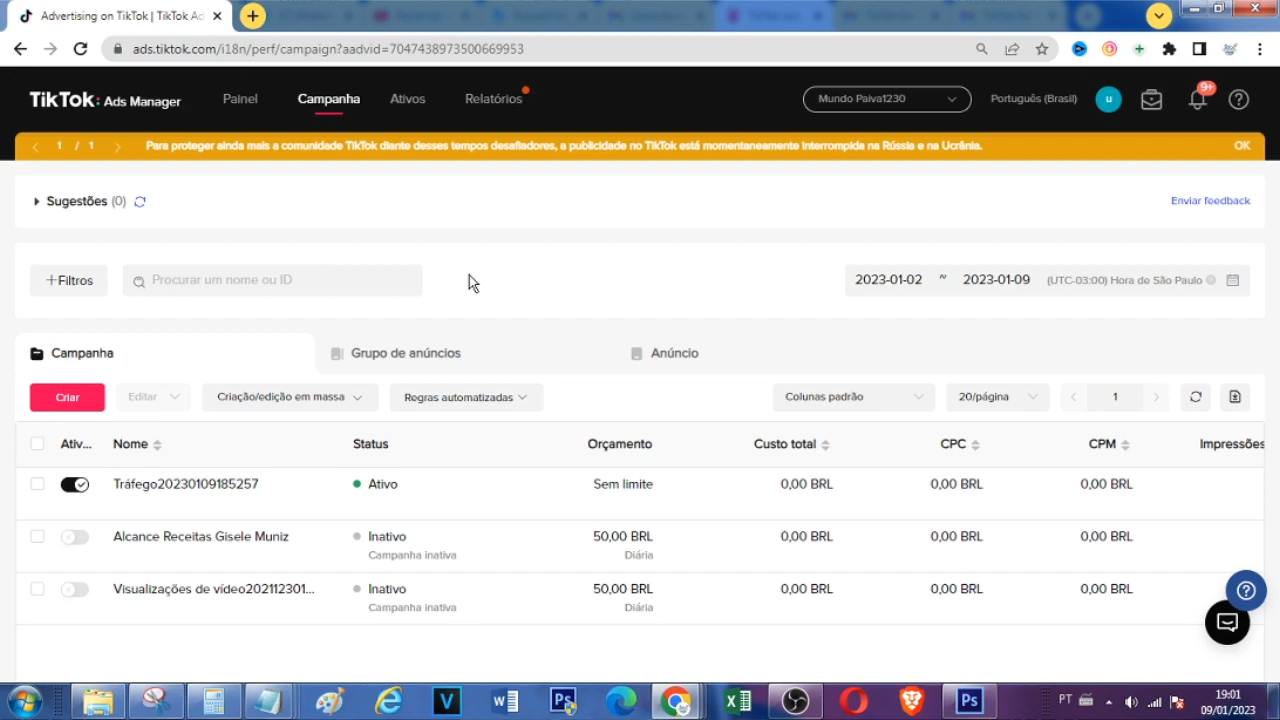 Advertising on TikTok | TikTok Ad
ads.tiktok.com/i18n/perf/campaign?aadvid=7047438973500669953
TikTok: Ads Manager
Painel
Campanha
Ativos
Relatórios
Mundo Paiva1230
Português (Brasil)
u
9+
1 / 1
Para proteger ainda mais a comunidade TikTok diante desses tempos desafiadores, a publicidade no TikTok está momentaneamente interrompida na Rússia e na Ucrânia.
OK
Sugestões (0)
Enviar feedback
+Filtros
Procurar um nome ou ID
2023-01-02 ~ 2023-01-09 (UTC-03:00) Hora de São Paulo
Campanha
Grupo de anúncios
Anúncio
Criar
Editar
Criação/edição em massa
Regras automatizadas
Colunas padrão
20/página
1
Ativ... Nome Status Orçamento Custo total CPC CPM Impressões
Tráfego20230109185257 Ativo Sem limite 0,00 BRL 0,00 BRL 0,00 BRL
Alcance Receitas Gisele Muniz Inativo 50,00 BRL 0,00 BRL 0,00 BRL 0,00 BRL
Campanha inativa Diária
Visualizações de vídeo202112301... Inativo 50,00 BRL 0,00 BRL 0,00 BRL 0,00 BRL
Campanha inativa Diária
PT
19:01
09/01/2023